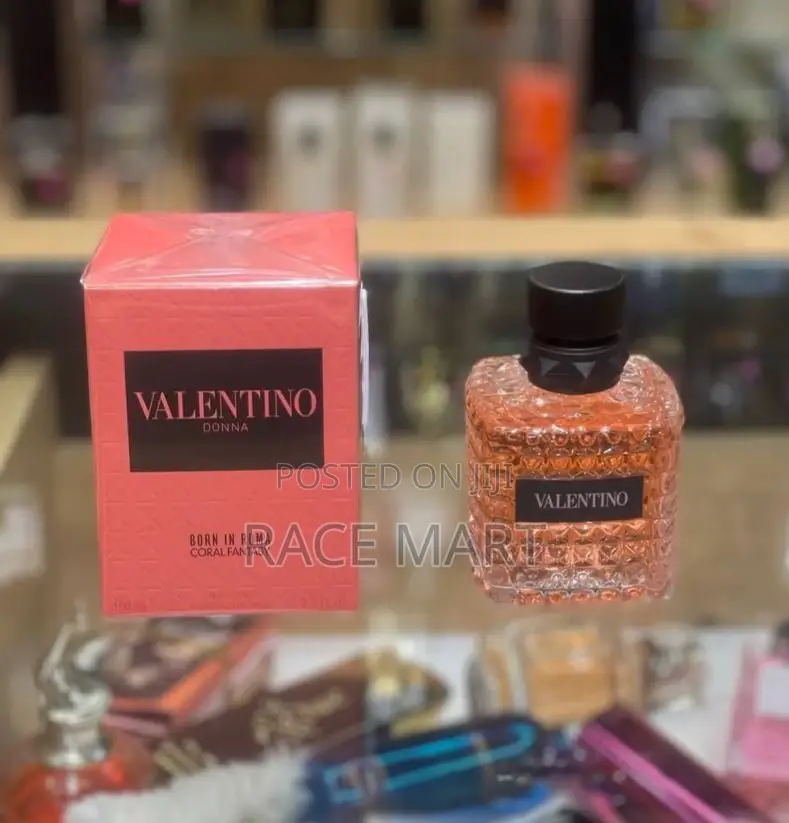 VALENTINO
DONNA
BORN IN ROMA
CORAL FANTASY
VALENTINO
POSTED ON JIJI
RACE MART